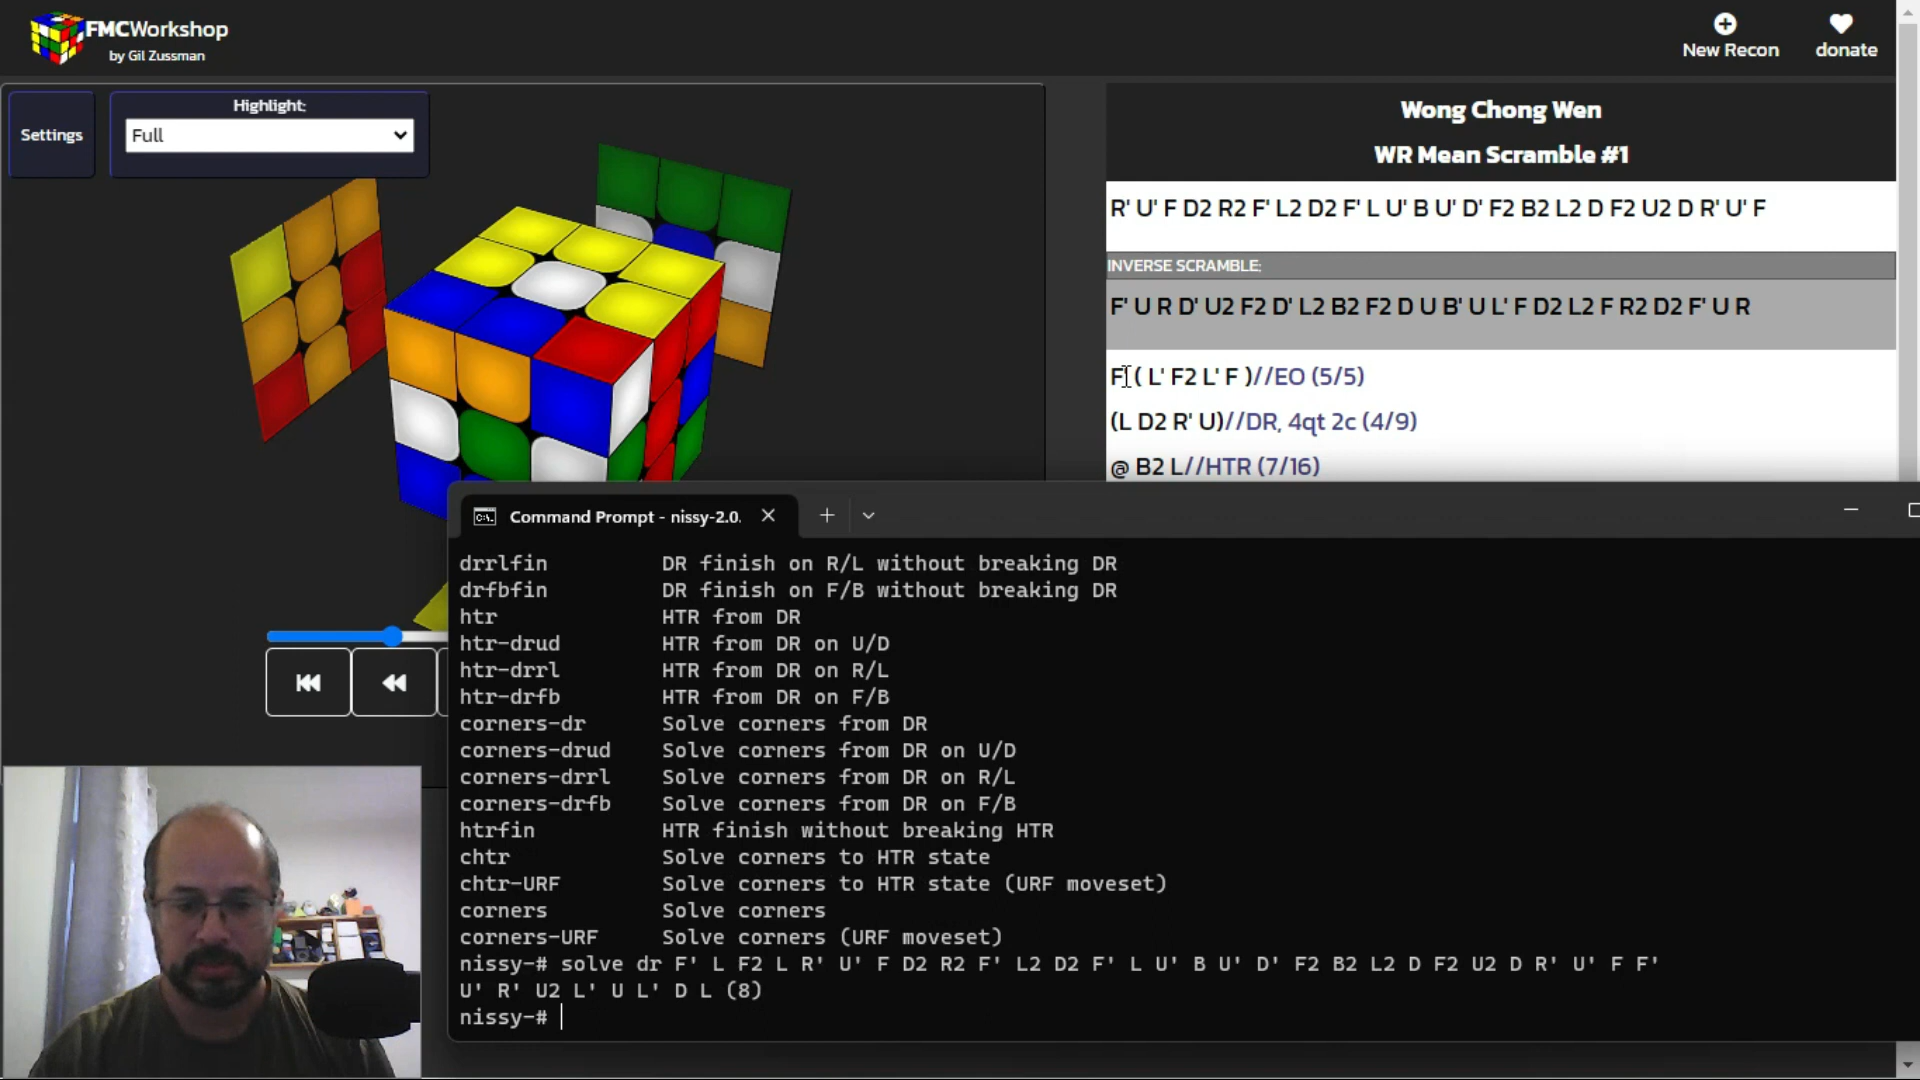 FMCWorkshop
by Gil Zussman
New Recon
donate
Settings
Highlight:
Full
Wong Chong Wen
WR Mean Scramble #1
R' U' F D2 R2 F' L2 D2 F' L U' B U' D' F2 B2 L2 D F2 U2 D R' U' F
INVERSE SCRAMBLE:
F' U R D' U2 F2 D' L2 B2 F2 D U B' U L' F D2 L2 F R2 D2 F' U R
F' ( L' F2 L' F )//EO (5/5)
(L D2 R' U)//DR, 4qt 2c (4/9)
@ B2 L//HTR (7/16)
Command Prompt - nissy-2.0.
drrlfin DR finish on R/L without breaking DR
drfbfin DR finish on F/B without breaking DR
htr HTR from DR
htr-drud HTR from DR on U/D
htr-drrl HTR from DR on R/L
htr-drfb HTR from DR on F/B
corners-dr Solve corners from DR
corners-drud Solve corners from DR on U/D
corners-drrl Solve corners from DR on R/L
corners-drfb Solve corners from DR on F/B
htrfin HTR finish without breaking HTR
chtr Solve corners to HTR state
chtr-URF Solve corners to HTR state (URF moveset)
corners Solve corners
corners-URF Solve corners (URF moveset)
nissy-# solve dr F' L F2 L R' U' F D2 R2 F' L2 D2 F' L U' B U' D' F2 B2 L2 D F2 U2 D R' U' F F'
U' R' U2 L' U L' D L (8)
nissy-#